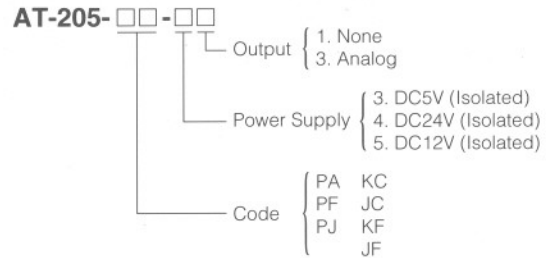 AT-205-□□-□□
Output
1. None
3. Analog
Power Supply
3. DC5V (Isolated)
4. DC24V (Isolated)
5. DC12V (Isolated)
Code
PA KC
PF JC
PJ KF
JF